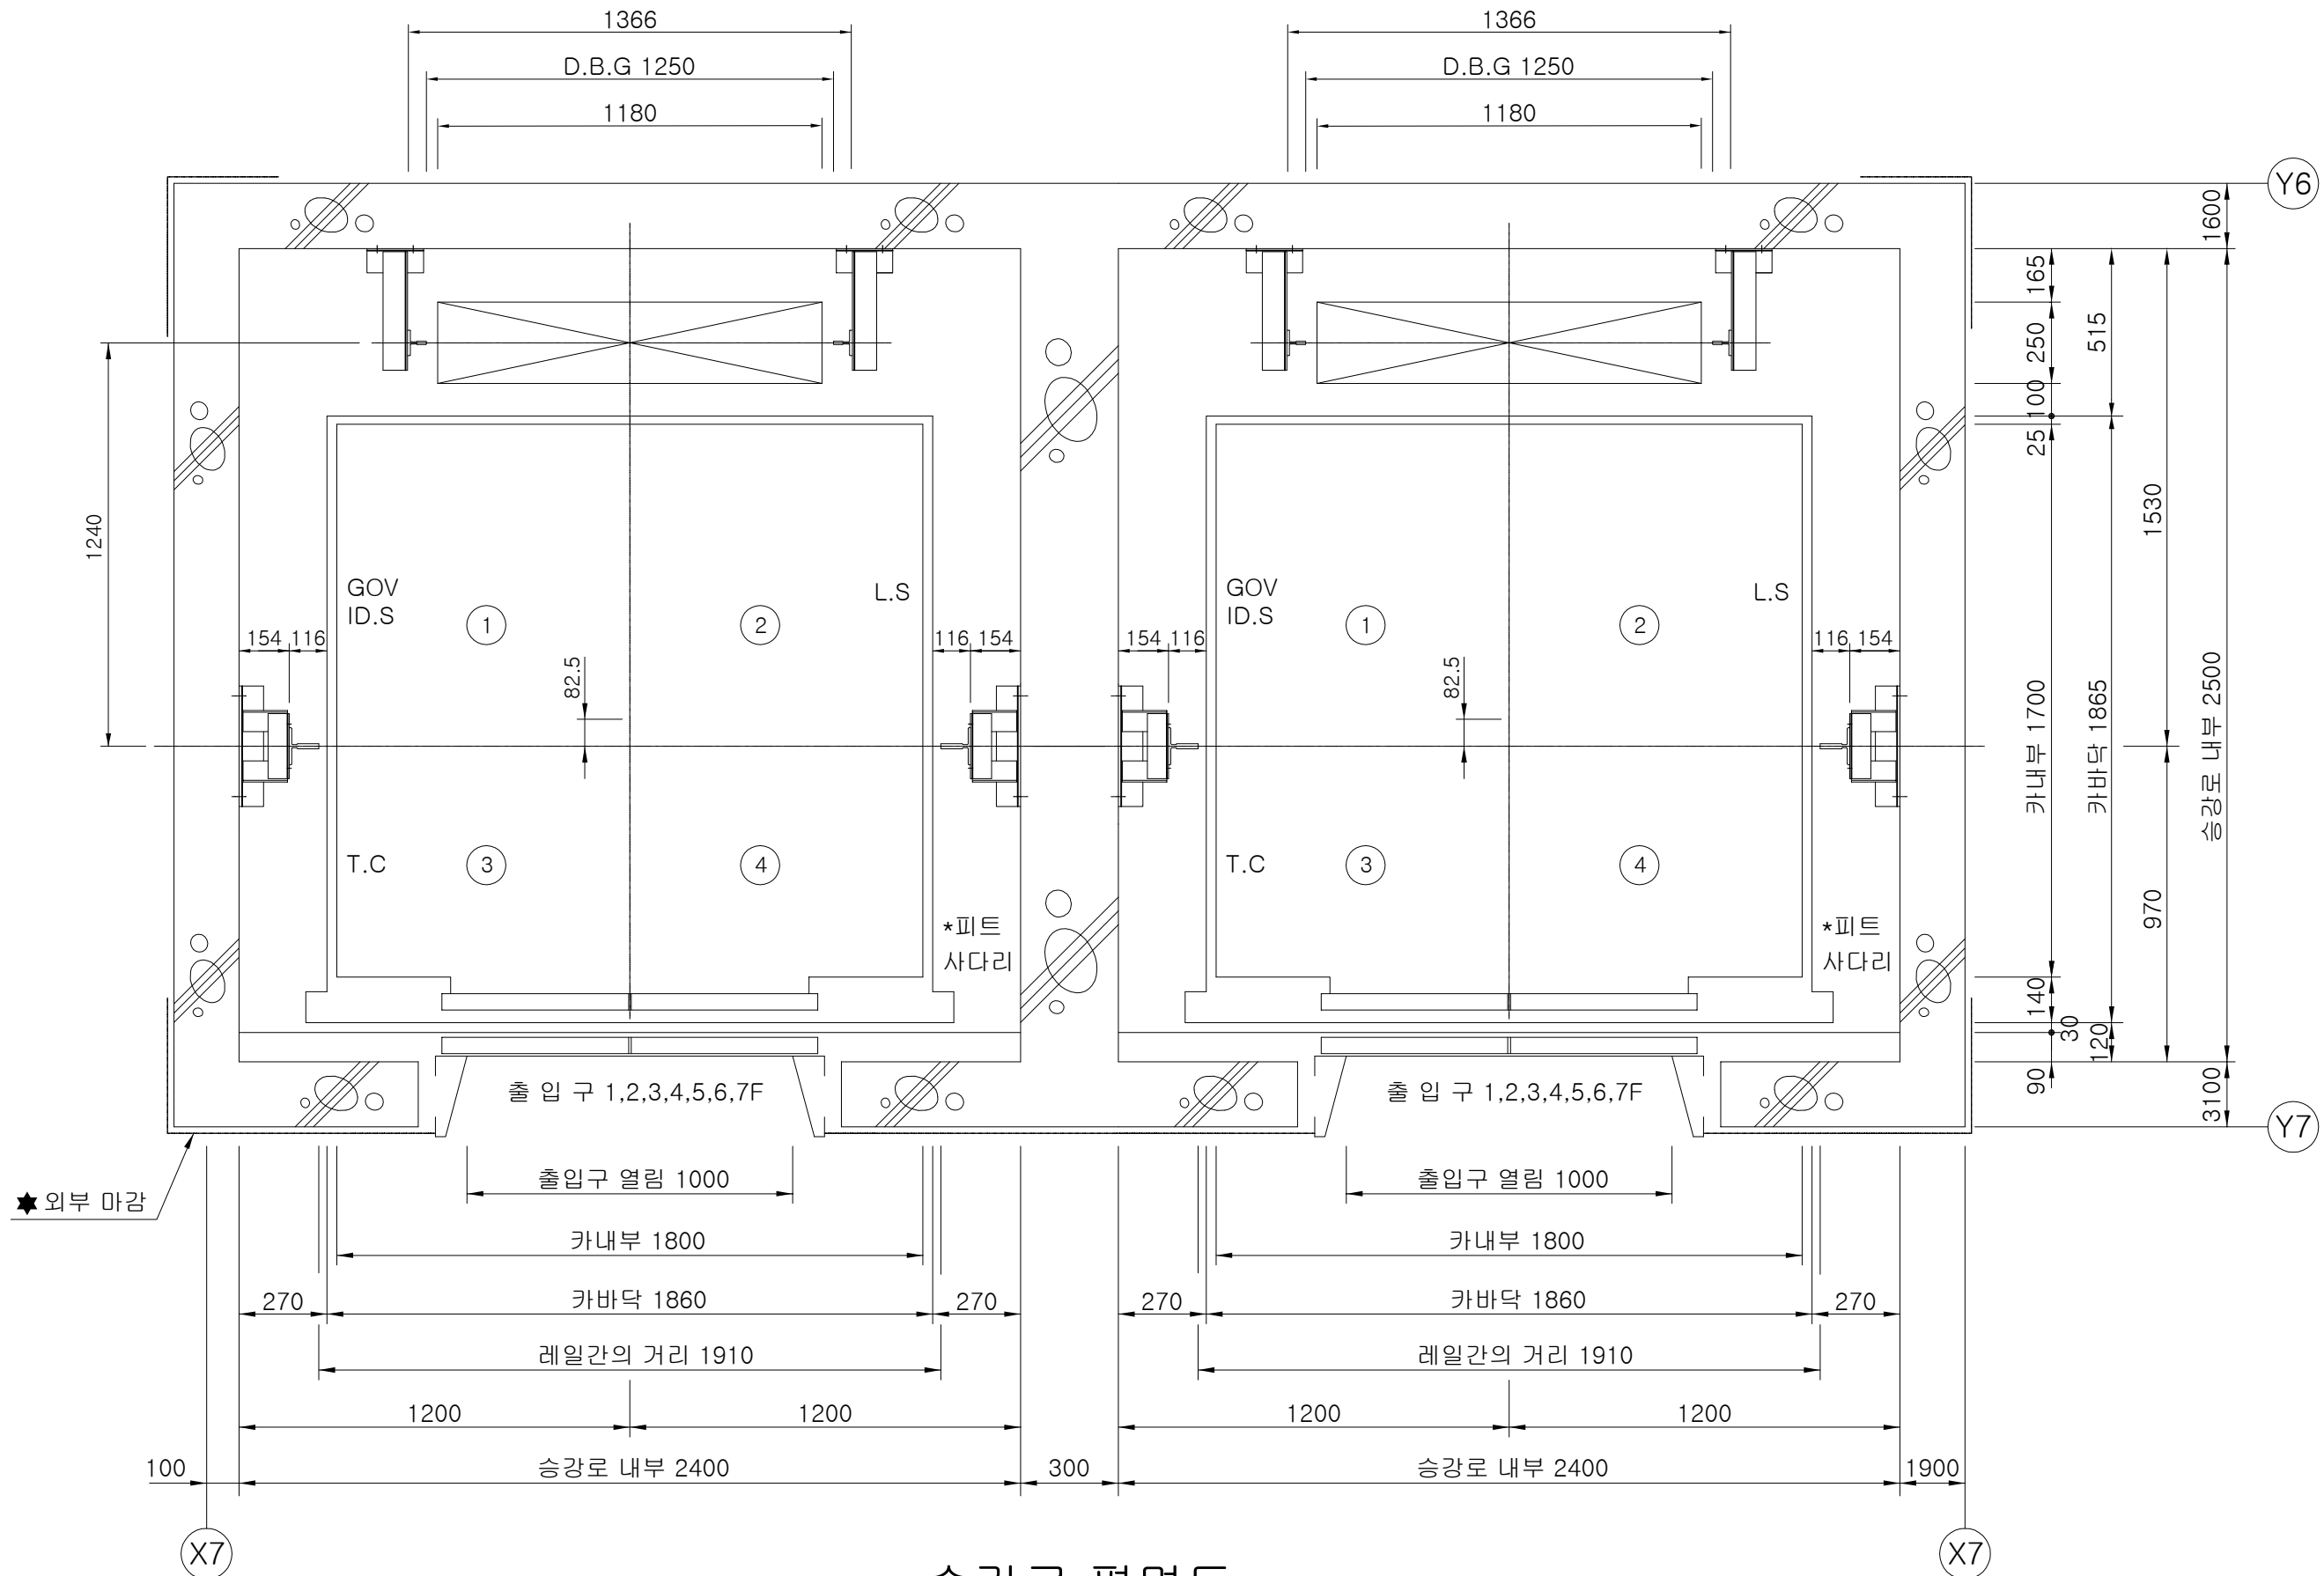 1366
1366
D.B.G 1250
D.B.G 1250
1180
1180
Y6
1600
165
250
515
100
25
1240
1530
GOV
ID.S
L.S
GOV
ID.S
L.S
1
2
1
2
154 116
116 154
154 116
116 154
82.5
82.5
카내부 1700
카바닥 1865
승강로 내부 2500
T.C
3
4
T.C
3
4
970
*피트
사다리
*피트
사다리
140
30
120
90
3100
출 입 구 1,2,3,4,5,6,7F
출 입 구 1,2,3,4,5,6,7F
Y7
출입구 열림 1000
출입구 열림 1000
외부 마감
카내부 1800
카내부 1800
270
카바닥 1860
270
270
카바닥 1860
270
레일간의 거리 1910
레일간의 거리 1910
1200
1200
1200
1200
100
승강로 내부 2400
300
승강로 내부 2400
1900
X7
X7